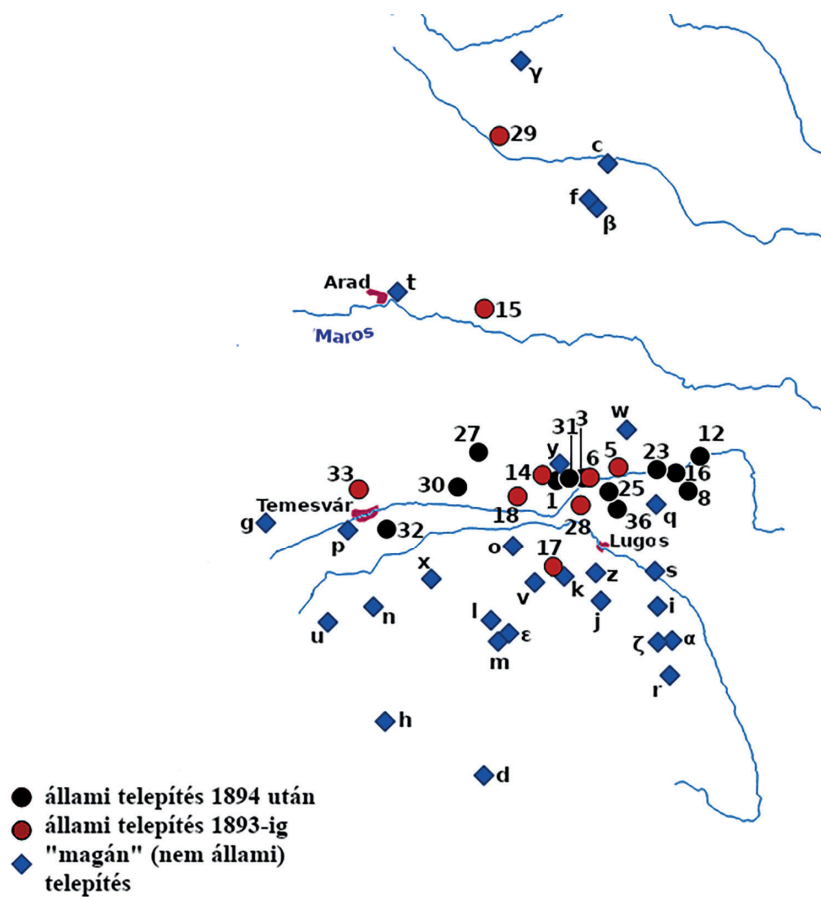 γ
29
c
f
β
Arad
t
15
Maros
w
31
3
27
y
6
5
23
12
33
14
30
16
Temesvár
18
1
25
8
g
p
32
28
36
q
o
17
Lugos
x
v
k
z
s
n
l
j
i
u
ε
m
ζ
α
r
h
d
állami telepítés 1894 után
állami telepítés 1893-ig
"magán" (nem állami)
telepítés